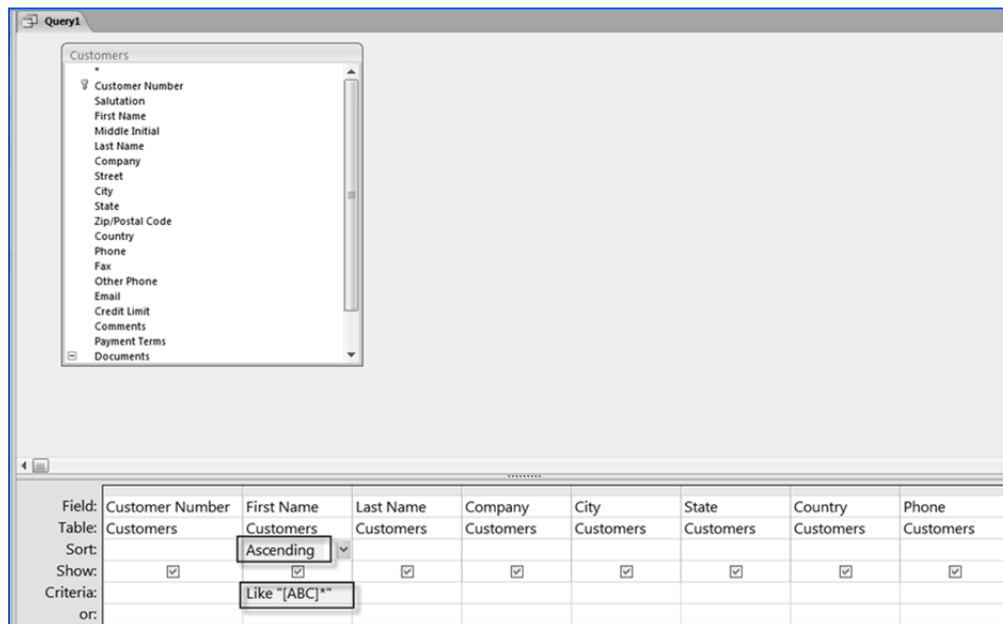 Query1
Customers
*
Customer Number
Salutation
First Name
Middle Initial
Last Name
Company
Street
City
State
Zip/Postal Code
Country
Phone
Fax
Other Phone
Email
Credit Limit
Comments
Payment Terms
Documents
Field: Customer Number First Name Last Name Company City State Country Phone
Table: Customers Customers Customers Customers Customers Customers Customers Customers
Sort: Ascending
Show:
Criteria: Like "[ABC]*"
or: